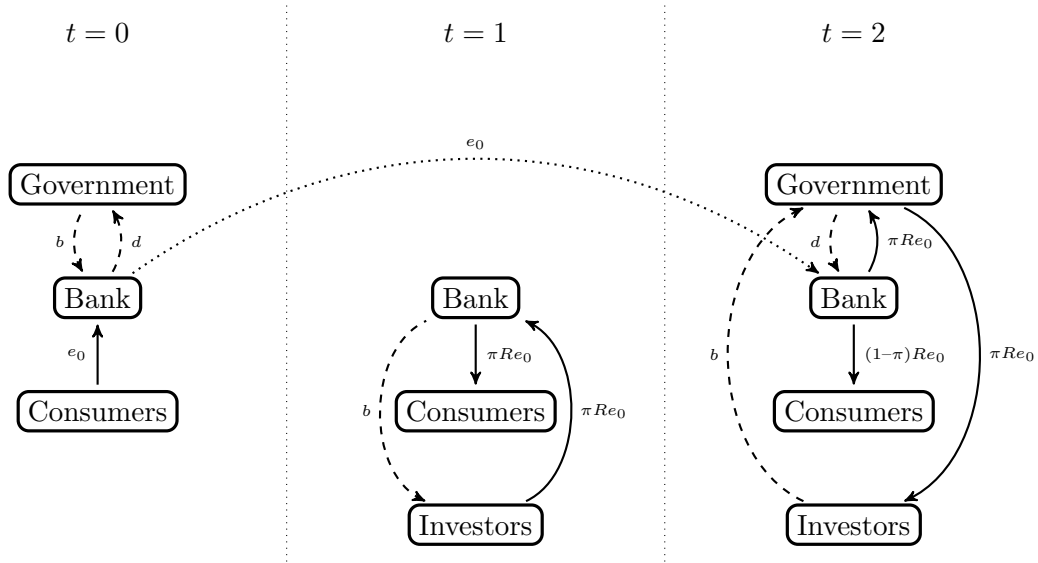 t = 0
t = 1
t = 2
e₀
Government
Government
b
d
d
πRe₀
Bank
Bank
Bank
e₀
πRe₀
(1–π)Re₀
b
πRe₀
b
πRe₀
Consumers
Consumers
Consumers
Investors
Investors